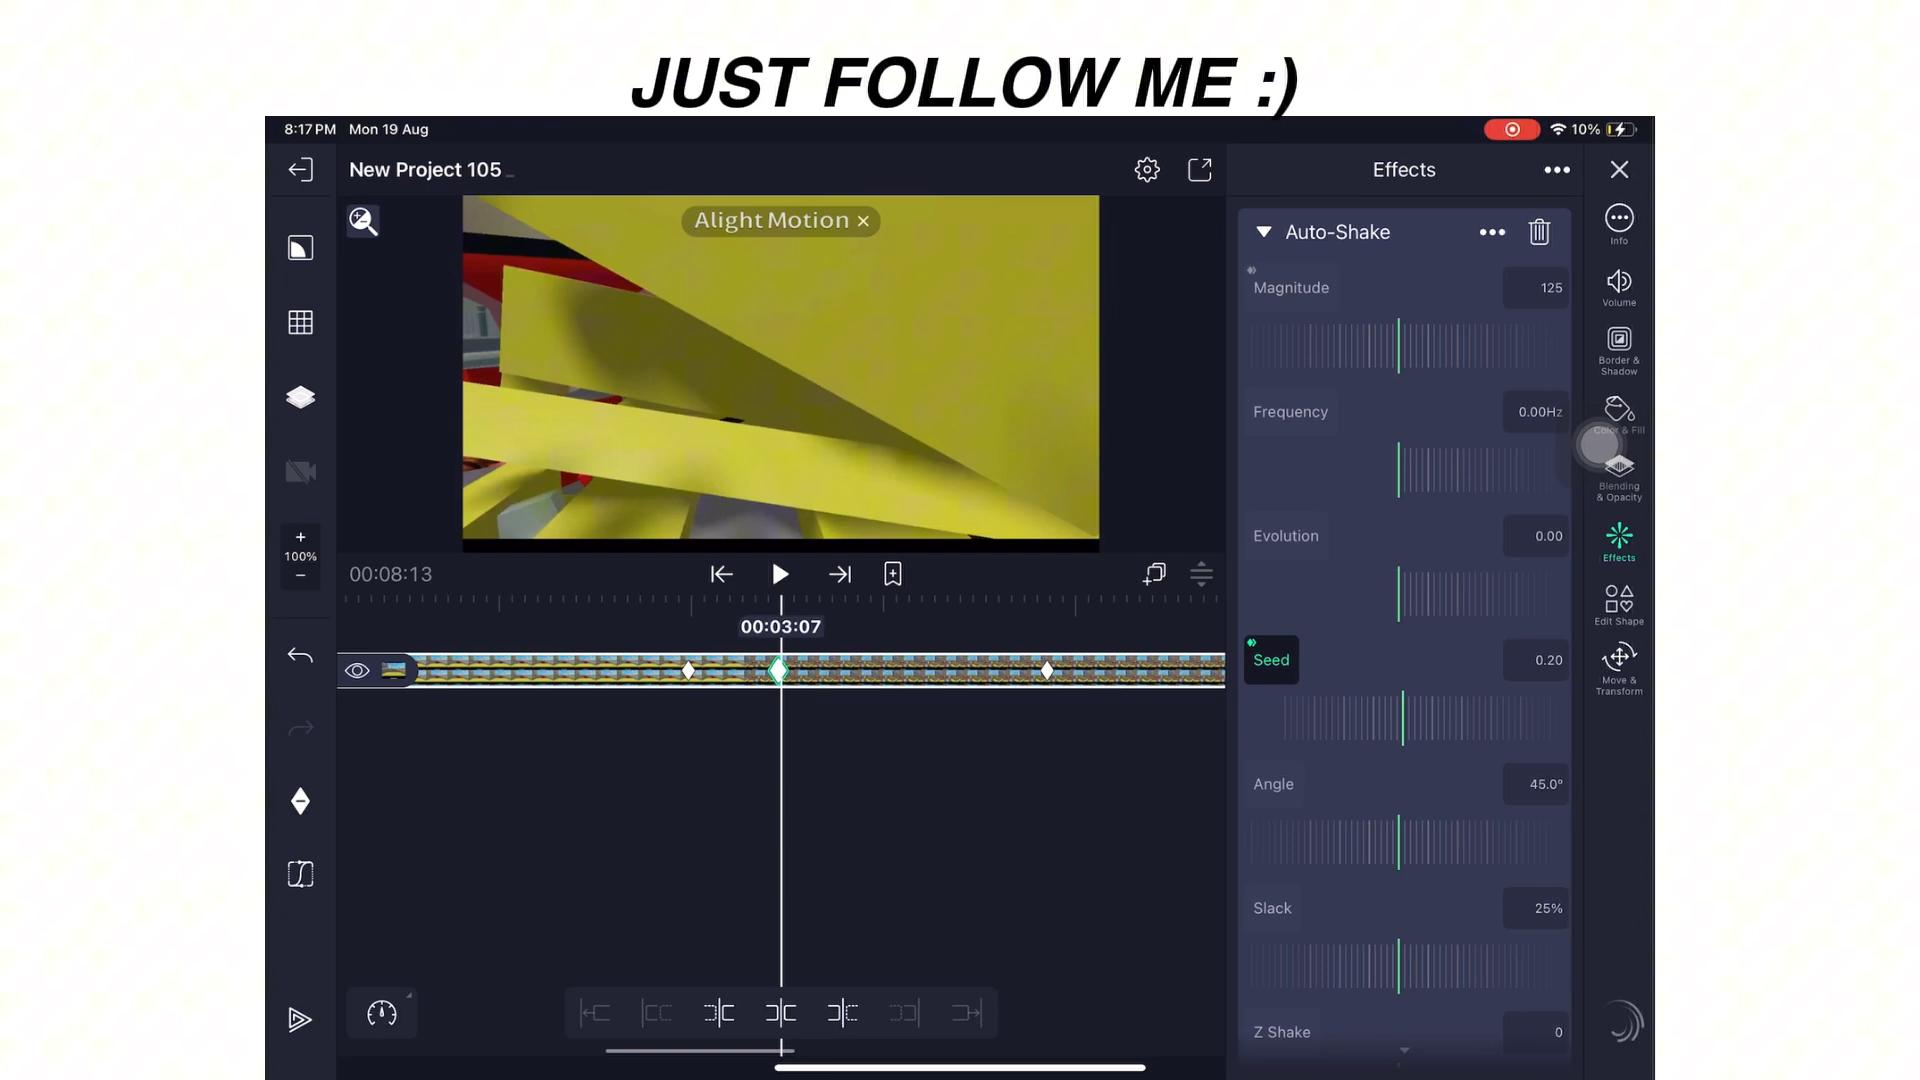 JUST FOLLOW ME :)
8:17 PM Mon 19 Aug
10%
New Project 105
Effects
Alight Motion ×
Auto-Shake
Magnitude 125
Frequency 0.00Hz
Evolution 0.00
Seed 0.20
Angle 45.0°
Slack 25%
Z Shake 0
Info
Volume
Border & Shadow
Color & Fill
Blending & Opacity
Effects
Edit Shape
Move & Transform
+
100%
−
00:08:13
00:03:07